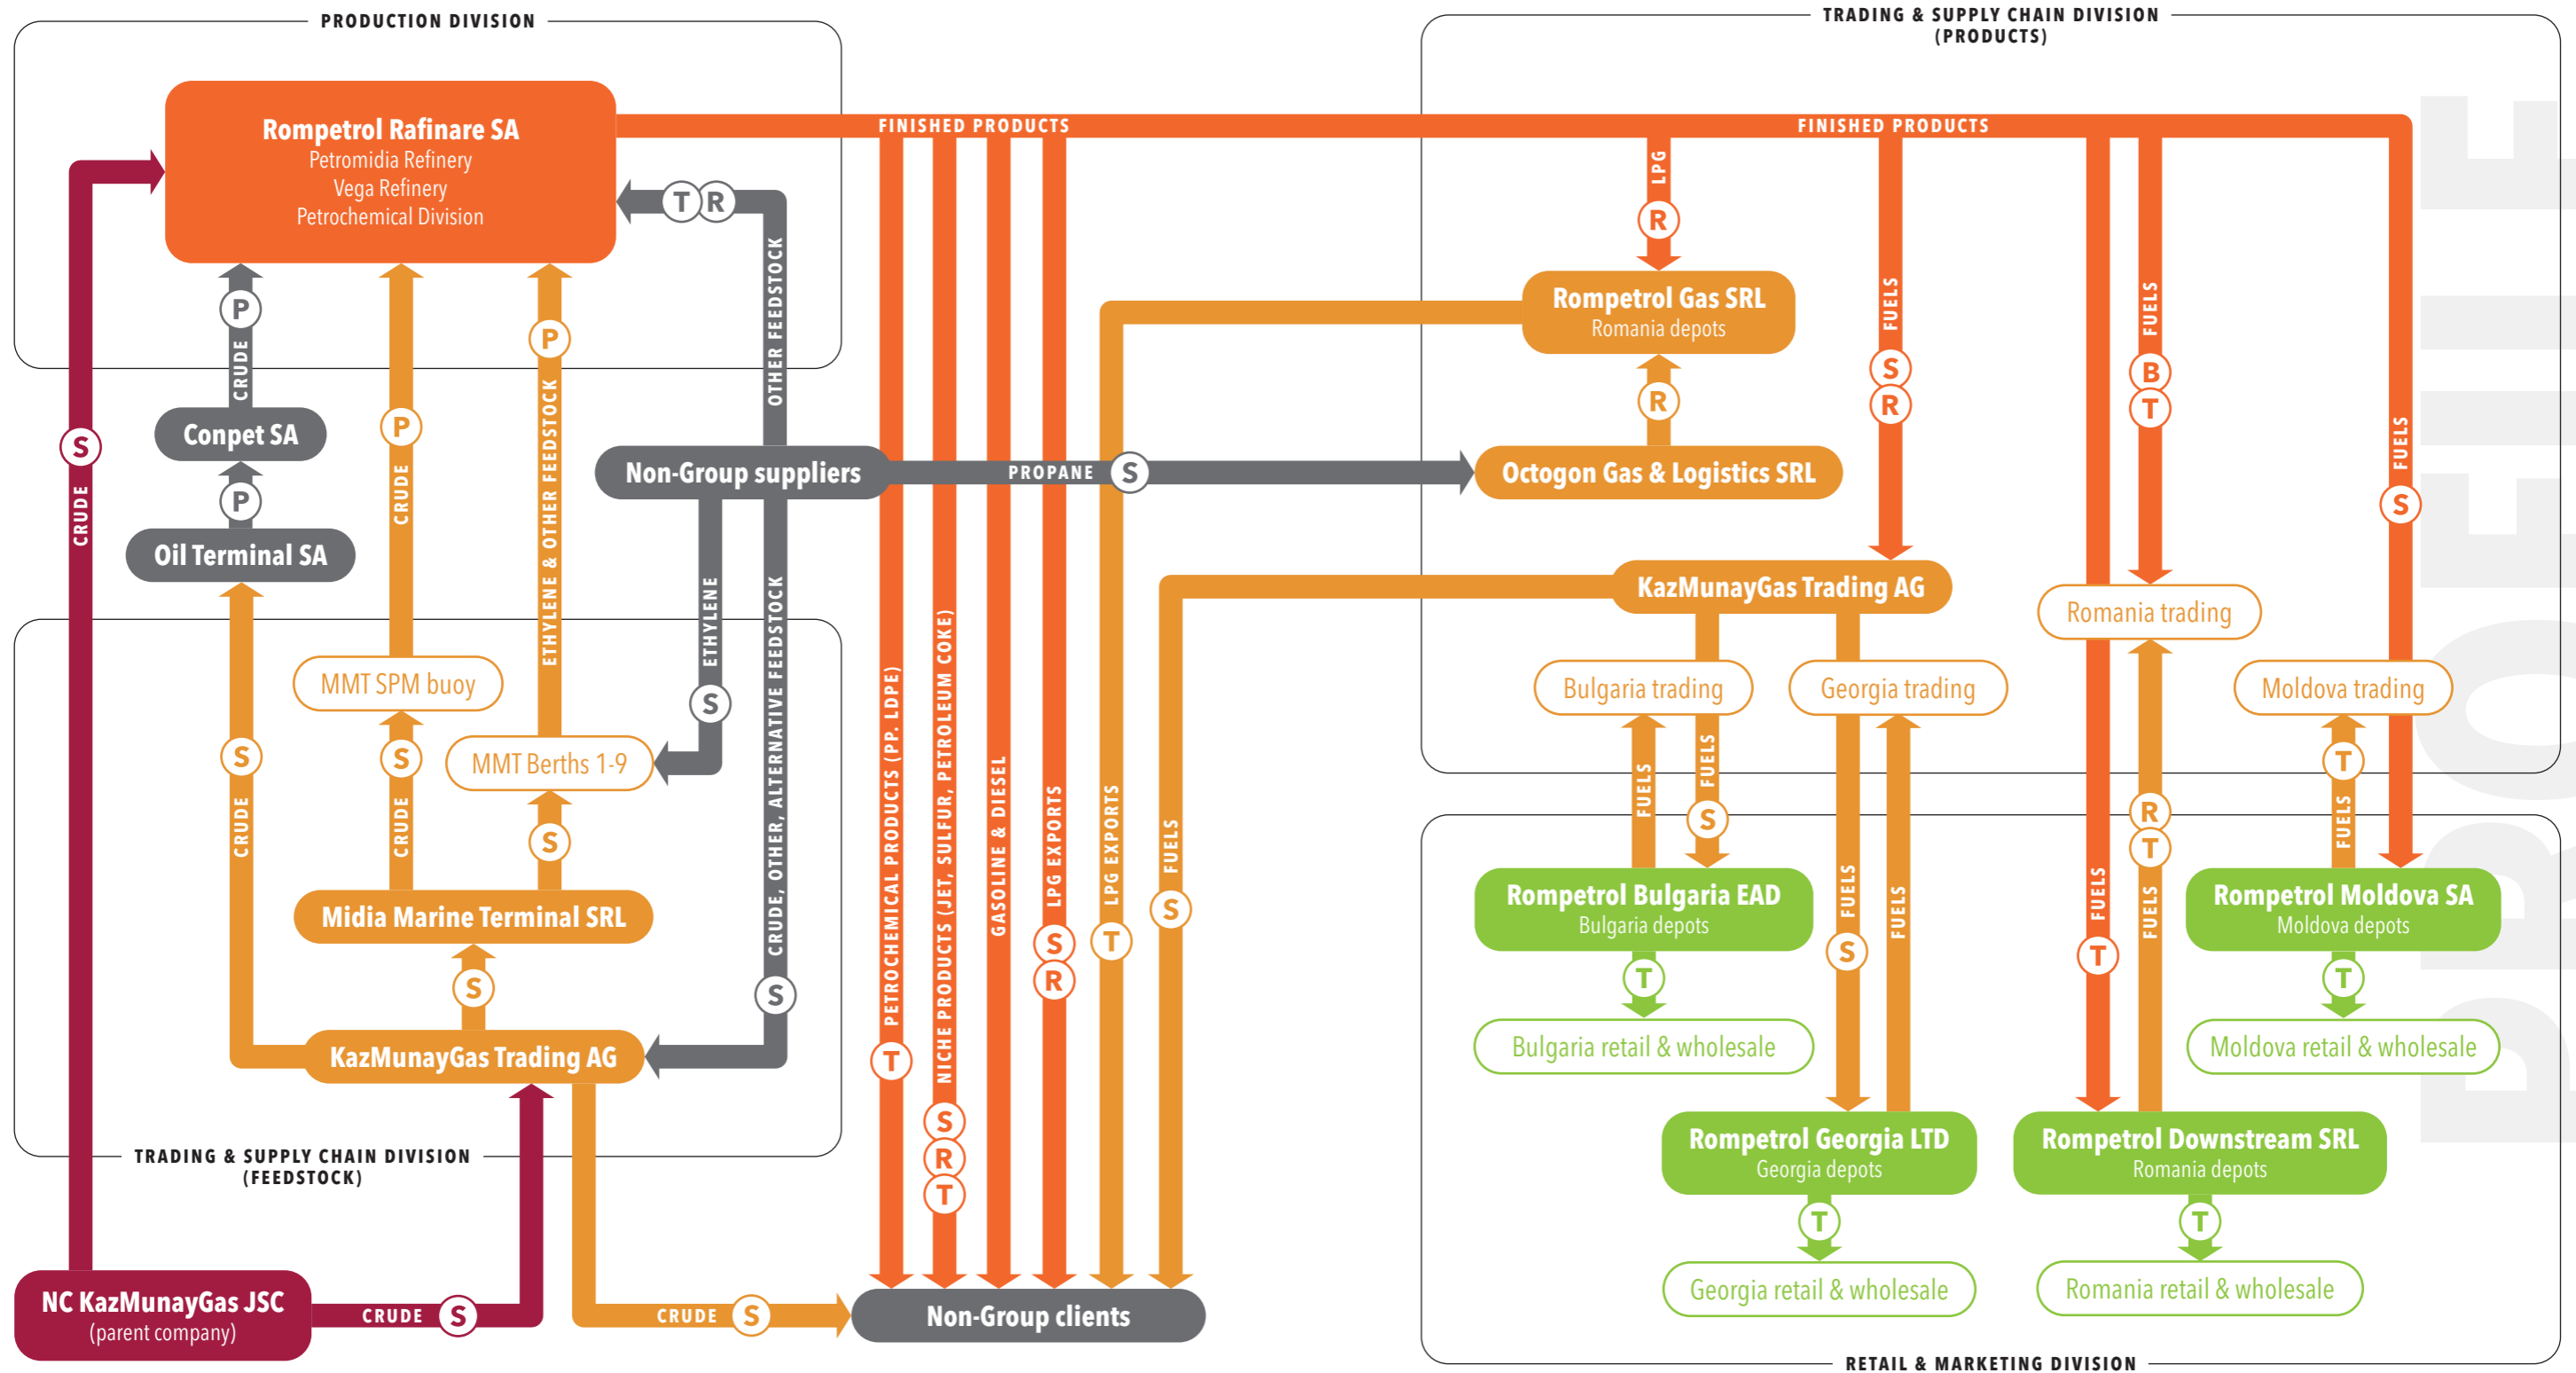 PRODUCTION DIVISION
TRADING & SUPPLY CHAIN DIVISION
(PRODUCTS)
Rompetrol Rafinare SA
Petromidia Refinery
Vega Refinery
Petrochemical Division
FINISHED PRODUCTS
FINISHED PRODUCTS
T R
LPG
R
P
CRUDE
P
CRUDE
P
ETHYLENE & OTHER FEEDSTOCK
OTHER FEEDSTOCK
Rompetrol Gas SRL
Romania depots
R
FUELS
S
R
FUELS
B
T
FUELS
S
S
CRUDE
Conpet SA
P
Oil Terminal SA
Non-Group suppliers
PROPANE
S
Octogon Gas & Logistics SRL
KazMunayGas Trading AG
Romania trading
Bulgaria trading
Georgia trading
Moldova trading
MMT SPM buoy
MMT Berths 1-9
ETHYLENE
S
CRUDE, OTHER, ALTERNATIVE FEEDSTOCK
S
S
CRUDE
S
CRUDE
S
PETROCHEMICAL PRODUCTS (PP. LDPE)
T
NICHE PRODUCTS (JET, SULFUR, PETROLEUM COKE)
S
R
T
GASOLINE & DIESEL
LPG EXPORTS
S
R
LPG EXPORTS
T
FUELS
S
FUELS
FUELS
S
FUELS
S
FUELS
FUELS
T
R
T
FUELS
T
FUELS
Midia Marine Terminal SRL
S
KazMunayGas Trading AG
Rompetrol Bulgaria EAD
Bulgaria depots
T
Bulgaria retail & wholesale
Rompetrol Moldova SA
Moldova depots
T
Moldova retail & wholesale
Rompetrol Georgia LTD
Georgia depots
T
Georgia retail & wholesale
Rompetrol Downstream SRL
Romania depots
T
Romania retail & wholesale
TRADING & SUPPLY CHAIN DIVISION
(FEEDSTOCK)
NC KazMunayGas JSC
(parent company)
CRUDE
S
CRUDE
S
Non-Group clients
RETAIL & MARKETING DIVISION
PROFILE